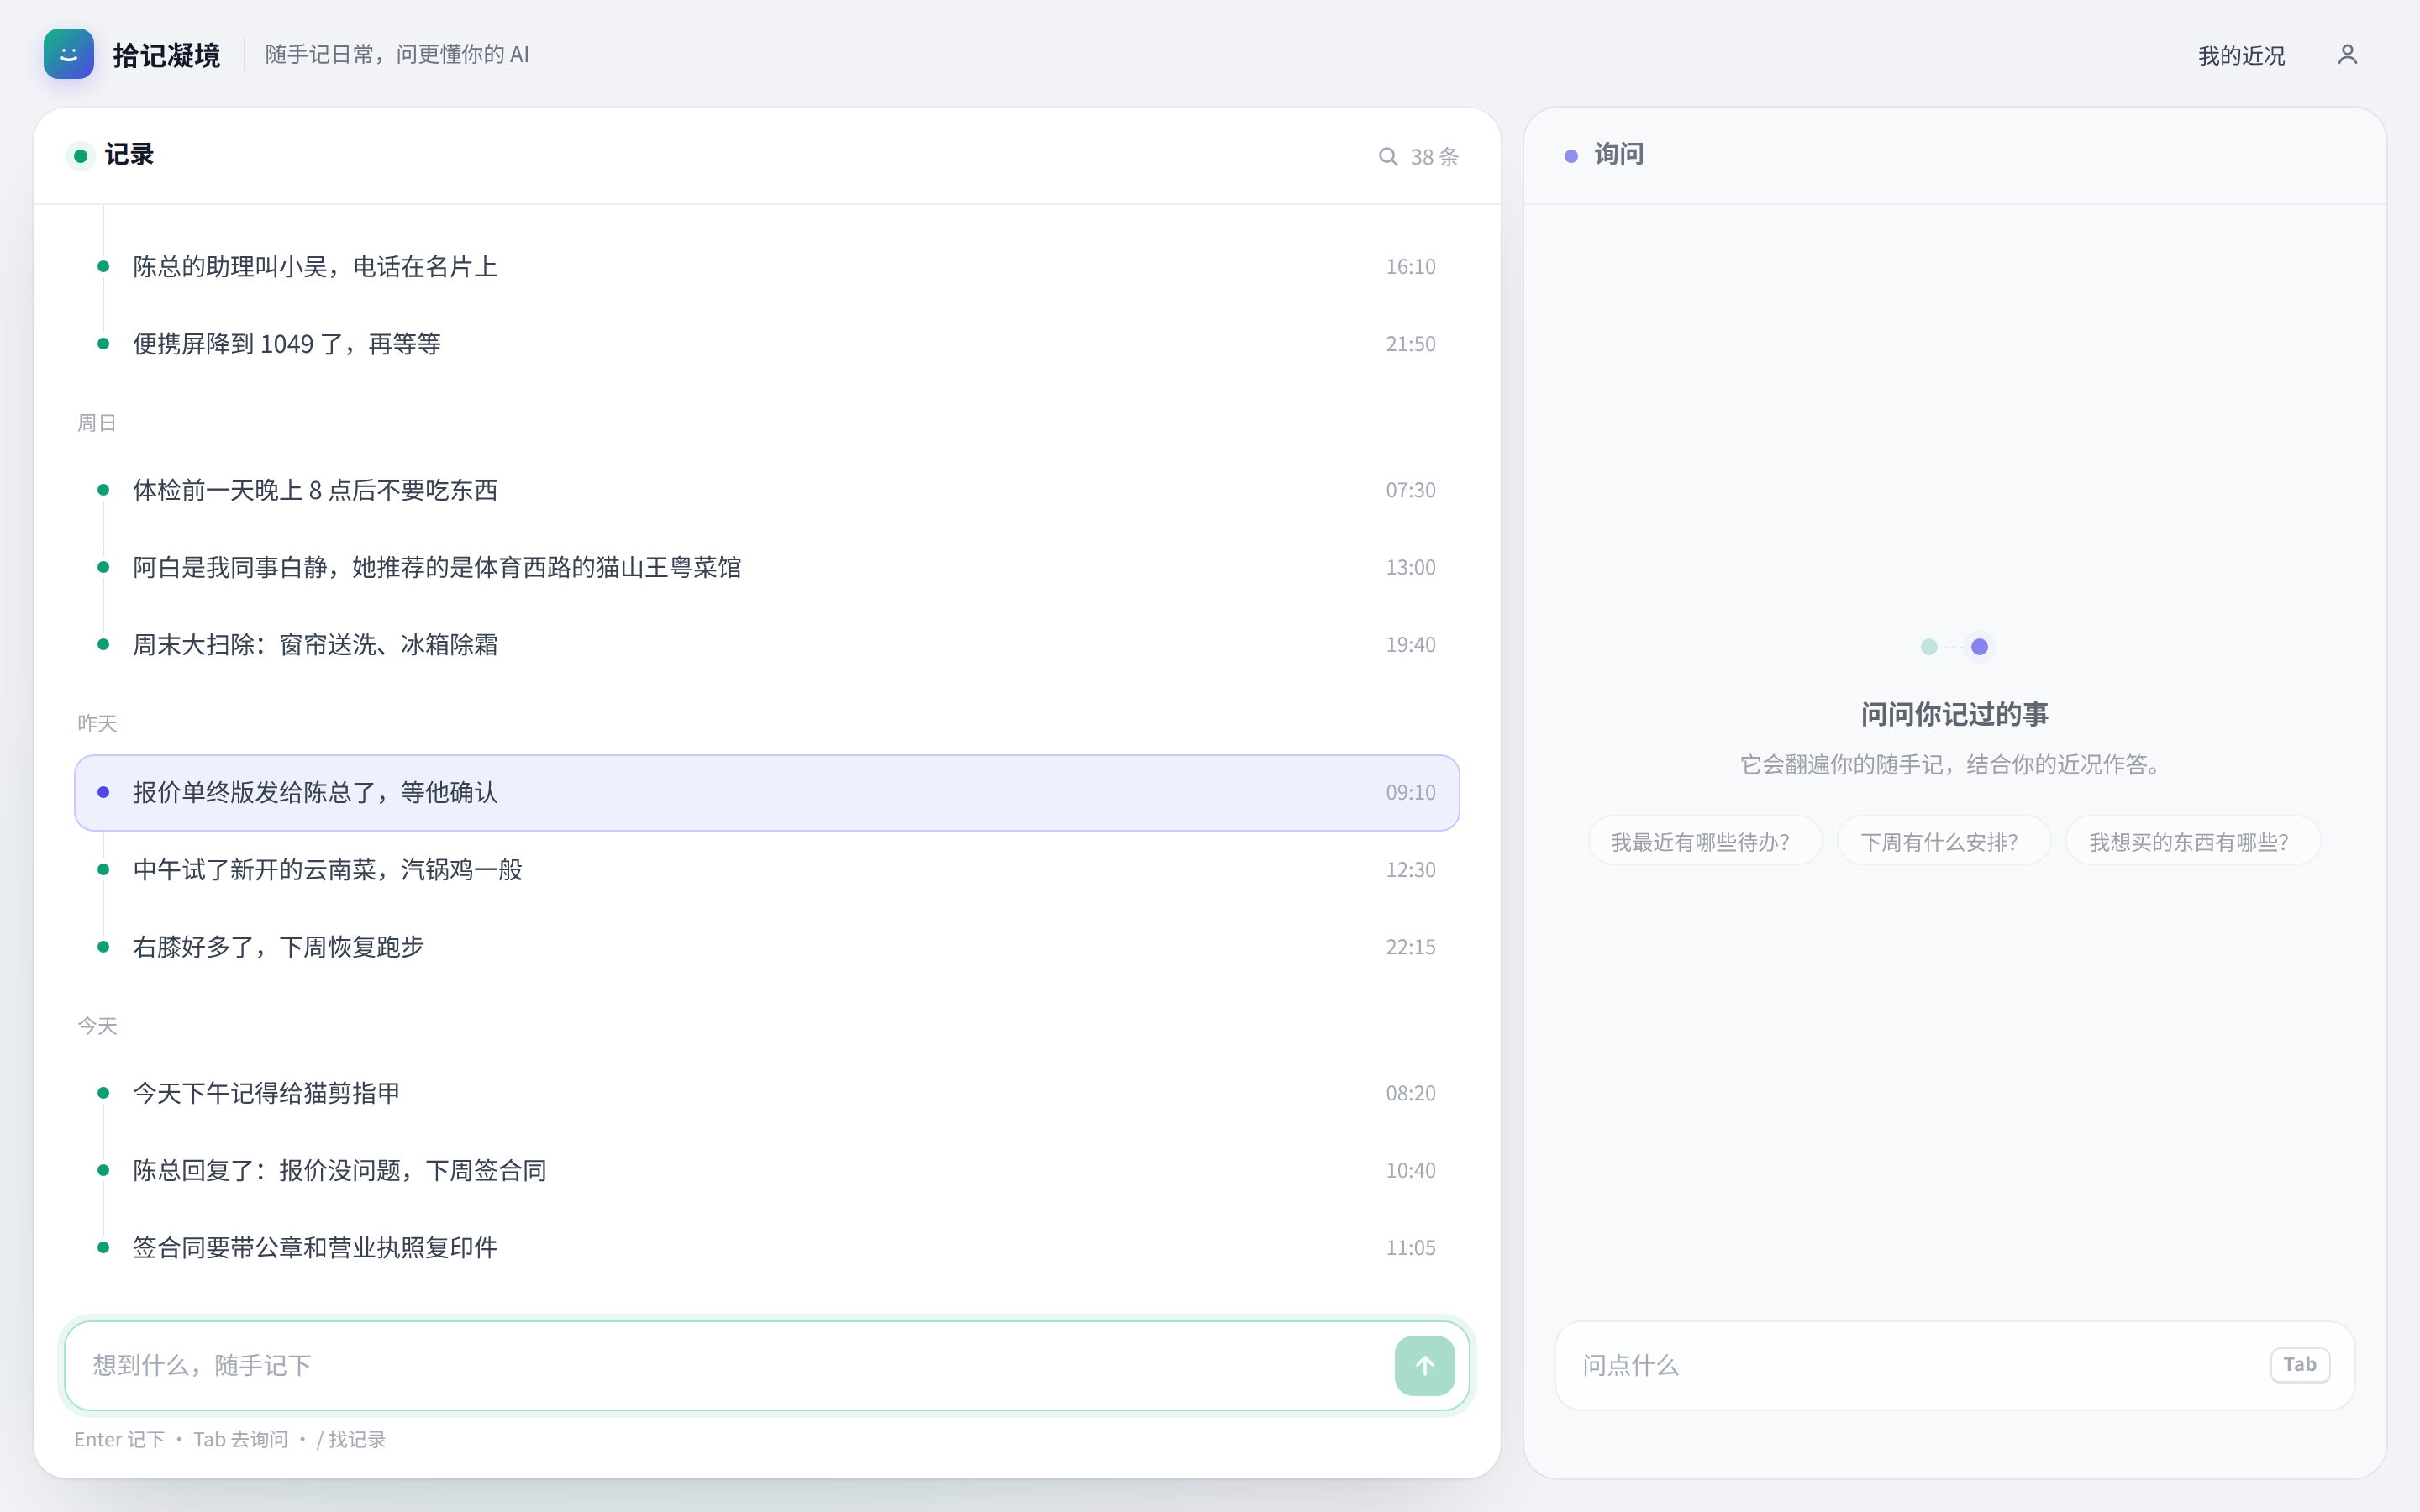 拾记凝境
随手记日常，问更懂你的 AI
我的近况
记录
38 条
陈总的助理叫小吴，电话在名片上 16:10
便携屏降到 1049 了，再等等 21:50
周日
体检前一天晚上 8 点后不要吃东西 07:30
阿白是我同事白静，她推荐的是体育西路的猫山王粤菜馆 13:00
周末大扫除：窗帘送洗、冰箱除霜 19:40
昨天
报价单终版发给陈总了，等他确认 09:10
中午试了新开的云南菜，汽锅鸡一般 12:30
右膝好多了，下周恢复跑步 22:15
今天
今天下午记得给猫剪指甲 08:20
陈总回复了：报价没问题，下周签合同 10:40
签合同要带公章和营业执照复印件 11:05
想到什么，随手记下
Enter 记下 · Tab 去询问 · / 找记录
询问
问问你记过的事
它会翻遍你的随手记，结合你的近况作答。
我最近有哪些待办？ 下周有什么安排？ 我想买的东西有哪些？
问点什么 Tab